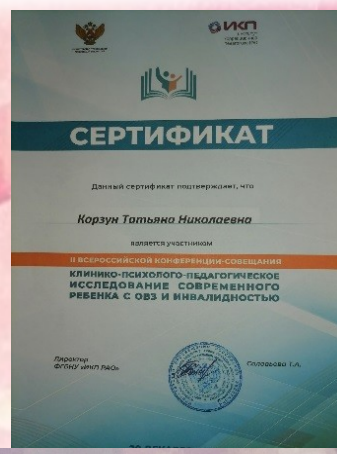 ИКП
СЕРТИФИКАТ
Данный сертификат подтверждает, что
Корзун Татьяна Николаевна
является участником
II ВСЕРОССИЙСКОЙ КОНФЕРЕНЦИИ-СОВЕЩАНИЯ
КЛИНИКО-ПСИХОЛОГО-ПЕДАГОГИЧЕСКОЕ
ИССЛЕДОВАНИЕ СОВРЕМЕННОГО
РЕБЕНКА С ОВЗ И ИНВАЛИДНОСТЬЮ
Директор
ФГБНУ «ИКП РАО»
Соловьева Т.А.